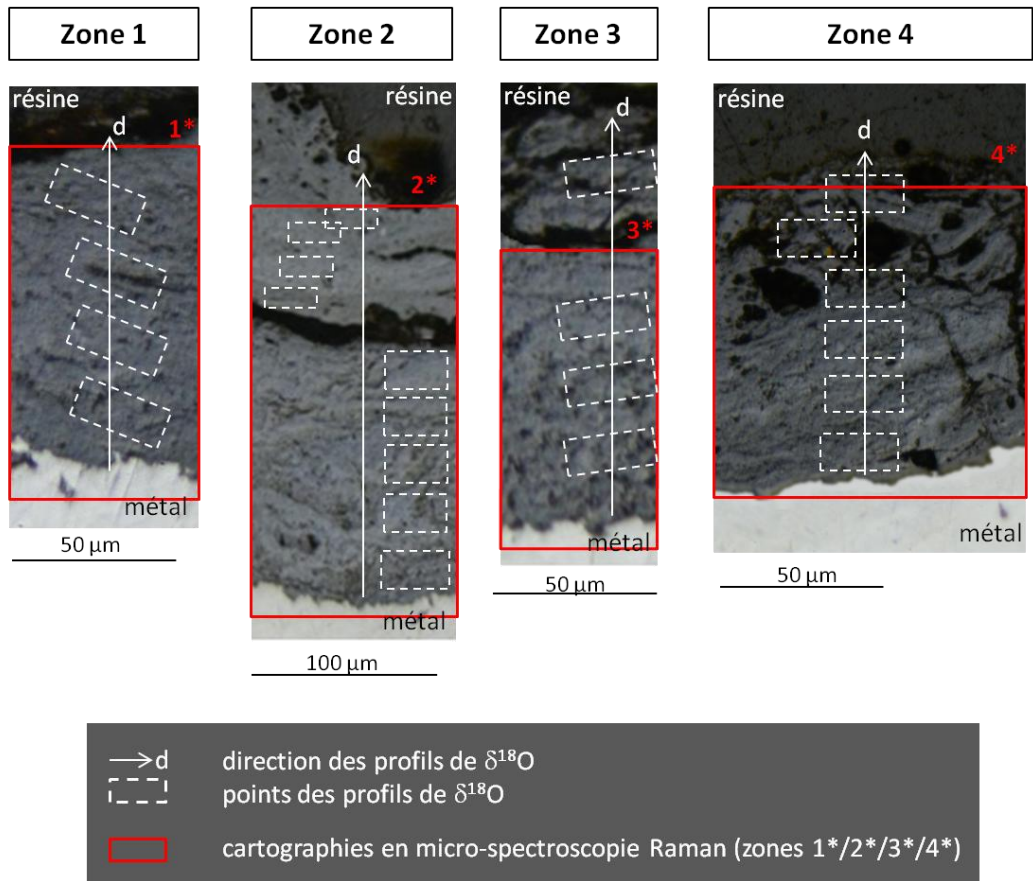 Zone 1
Zone 2
Zone 3
Zone 4
résine
d
1*
métal
50 µm
résine
d
2*
métal
100 µm
résine
d
3*
métal
50 µm
résine
d
4*
métal
50 µm
d direction des profils de δ¹⁸O
points des profils de δ¹⁸O
cartographies en micro-spectroscopie Raman (zones 1*/2*/3*/4*)